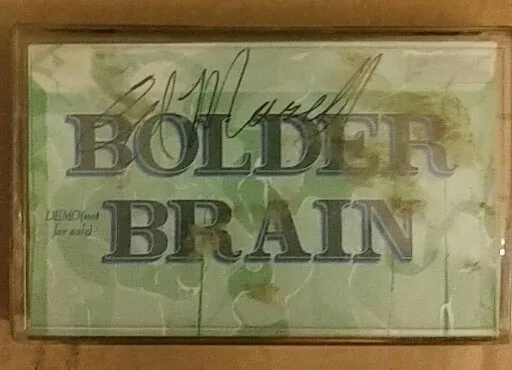 BOLDER
BRAIN
DEMO(not
for sale)